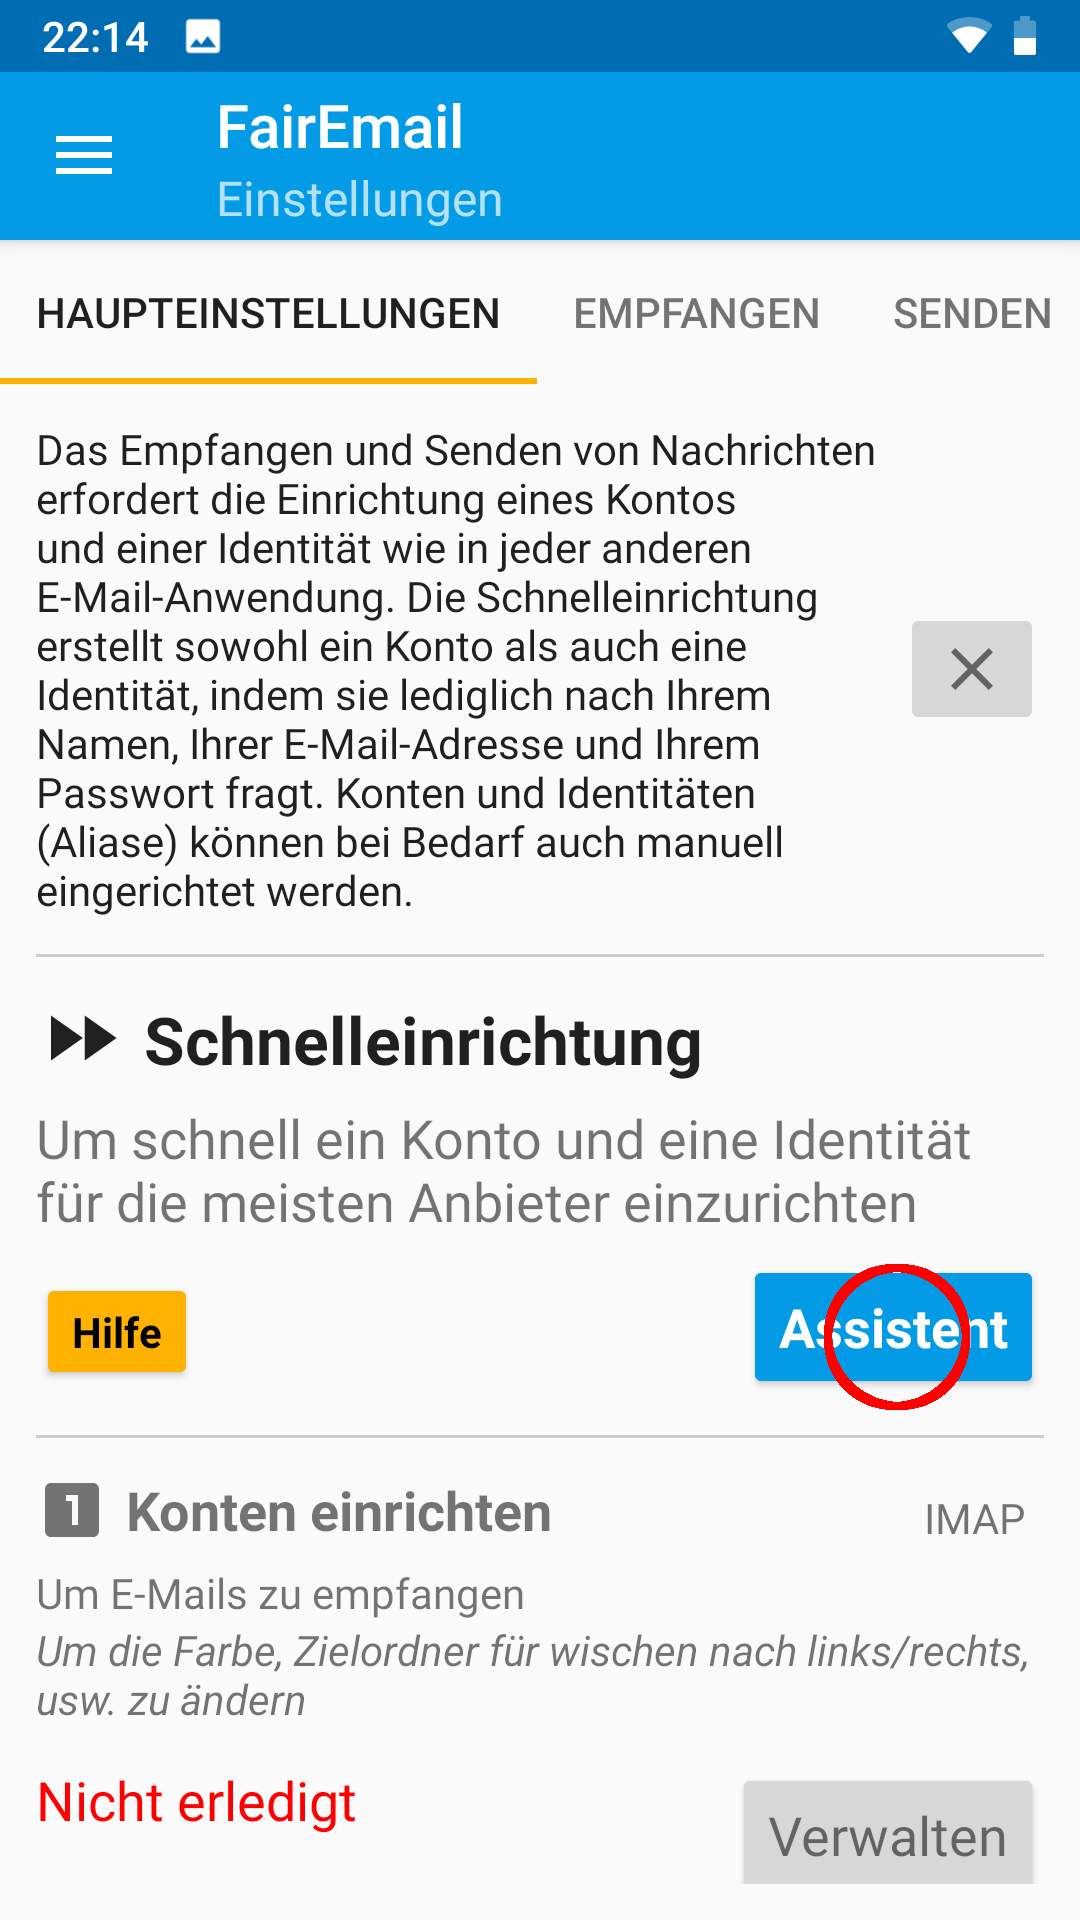 22:14
FairEmail
Einstellungen
HAUPTEINSTELLUNGEN EMPFANGEN SENDEN
Das Empfangen und Senden von Nachrichten
erfordert die Einrichtung eines Kontos
und einer Identität wie in jeder anderen
E-Mail-Anwendung. Die Schnelleinrichtung
erstellt sowohl ein Konto als auch eine
Identität, indem sie lediglich nach Ihrem
Namen, Ihrer E-Mail-Adresse und Ihrem
Passwort fragt. Konten und Identitäten
(Aliase) können bei Bedarf auch manuell
eingerichtet werden.
Schnelleinrichtung
Um schnell ein Konto und eine Identität
für die meisten Anbieter einzurichten
Hilfe Assistent
1 Konten einrichten IMAP
Um E-Mails zu empfangen
Um die Farbe, Zielordner für wischen nach links/rechts,
usw. zu ändern
Nicht erledigt Verwalten